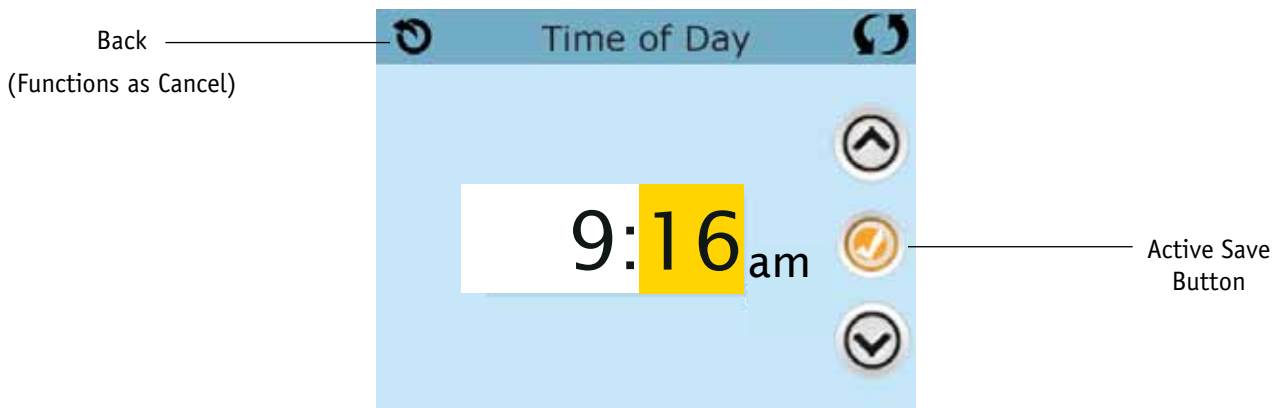 Back
(Functions as Cancel)
Time of Day
9:16 am
Active Save
Button